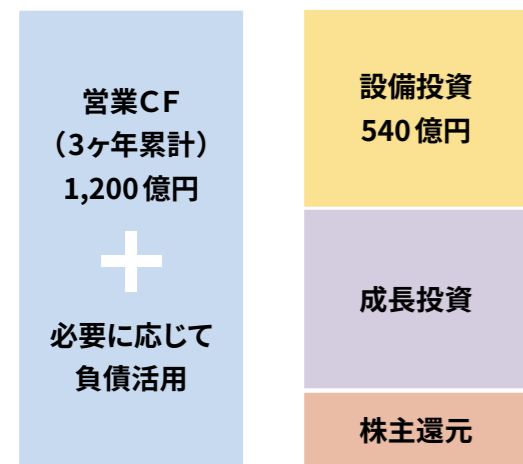 営業CF
（3ヶ年累計）
1,200億円
＋
必要に応じて
負債活用
設備投資
540億円
成長投資
株主還元